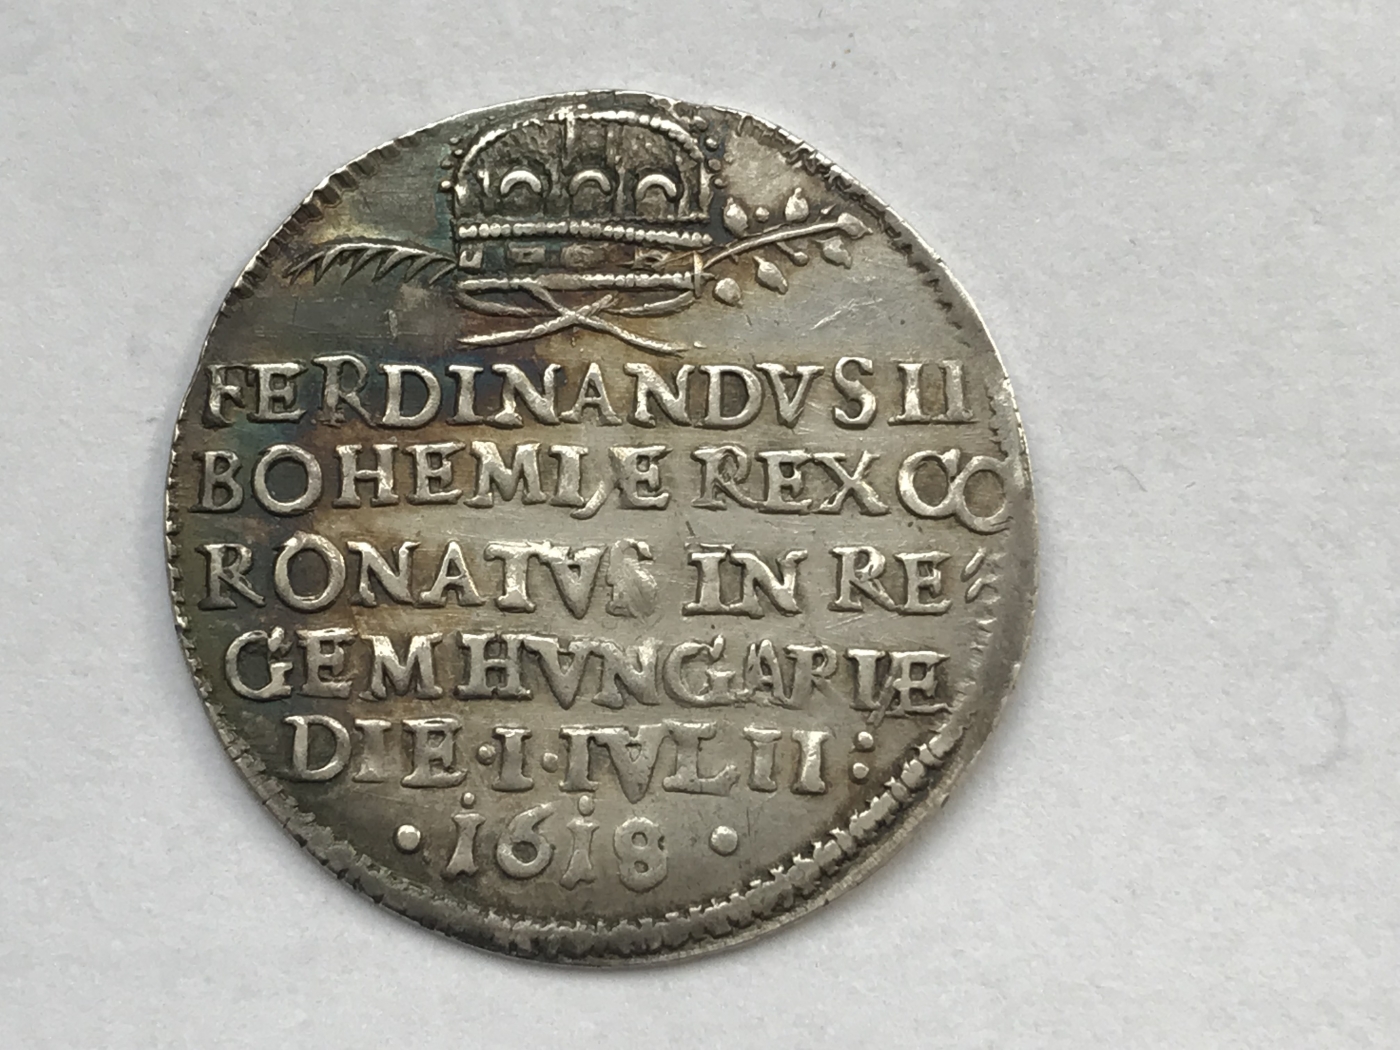 FERDINANDVS II
BOHEMIÆ REX CO
RONATVS IN RE⸗
GEM HVNGARIÆ
DIE·I·IVLII:
·1618·